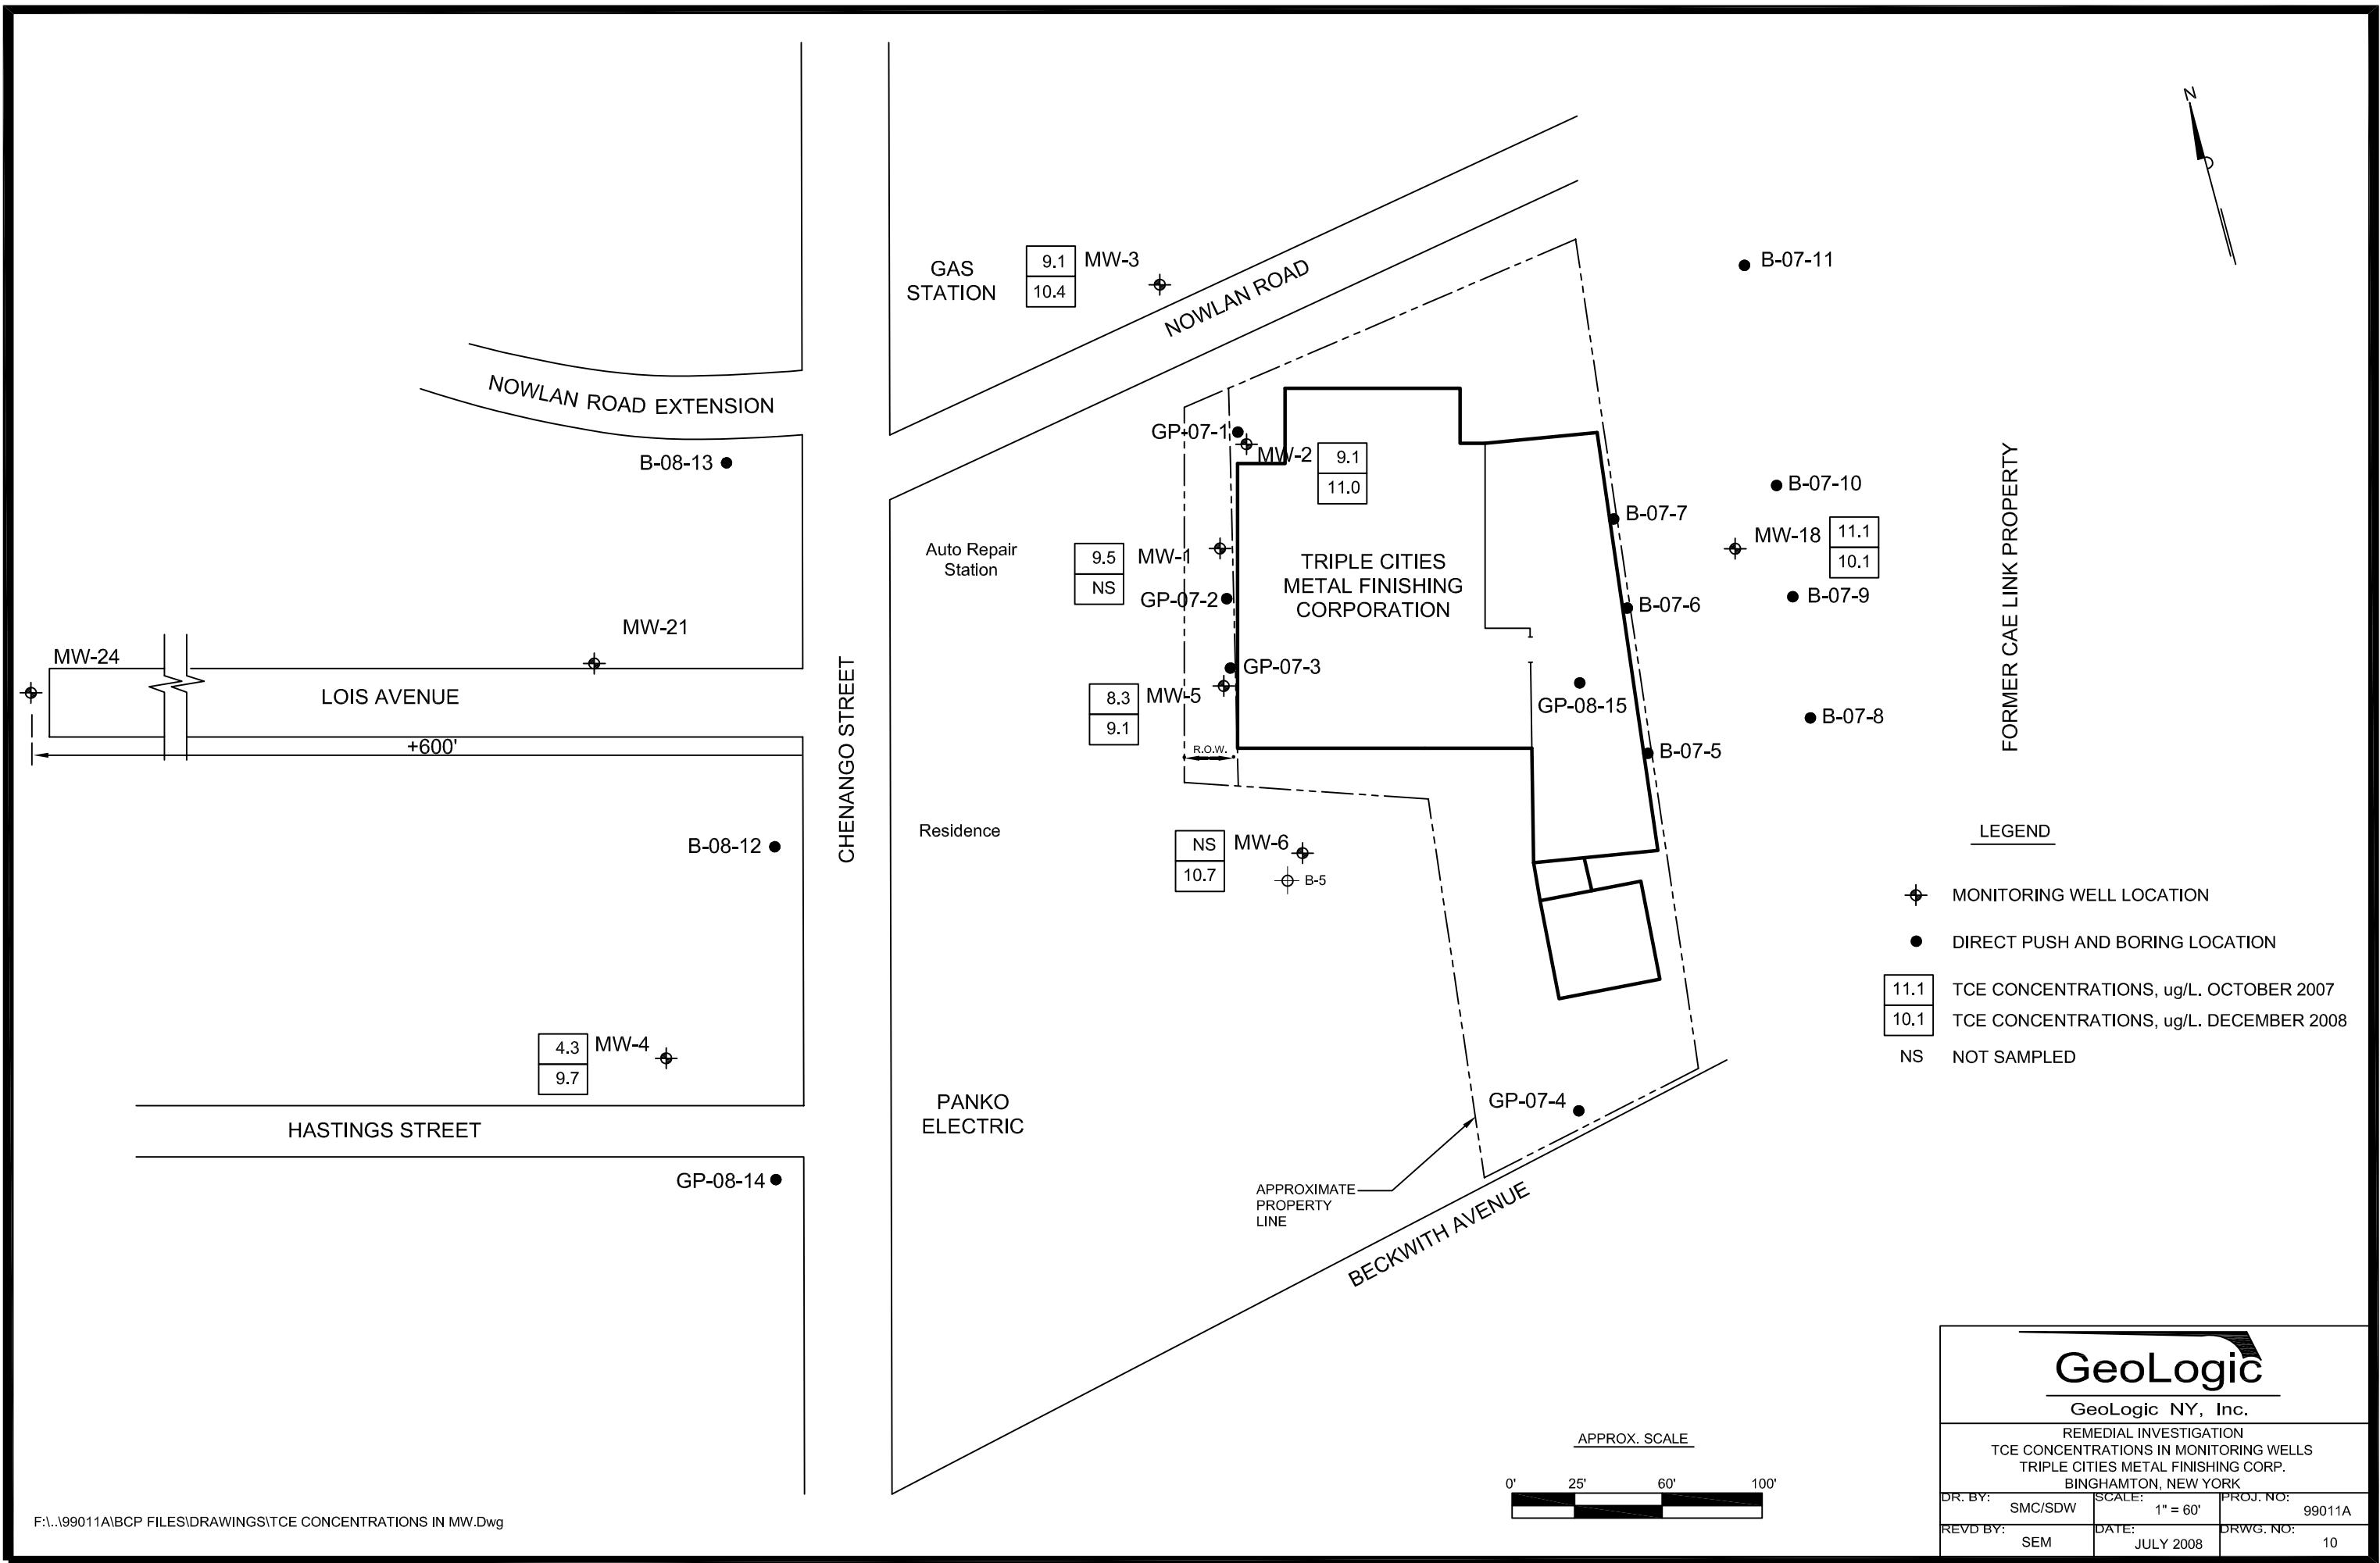 N
GAS
STATION
9.1
10.4
MW-3
NOWLAN ROAD
B-07-11
NOWLAN ROAD EXTENSION
B-08-13
GP-07-1
MW-2
9.1
11.0
B-07-10
B-07-7
MW-18
11.1
10.1
Auto Repair
Station
9.5
NS
MW-1
GP-07-2
TRIPLE CITIES
METAL FINISHING
CORPORATION
B-07-6
B-07-9
FORMER CAE LINK PROPERTY
MW-21
MW-24
LOIS AVENUE
+600'
CHENANGO STREET
GP-07-3
8.3
9.1
MW-5
R.O.W.
GP-08-15
B-07-8
B-07-5
B-08-12
Residence
NS
10.7
MW-6
B-5
LEGEND
MONITORING WELL LOCATION
DIRECT PUSH AND BORING LOCATION
11.1 TCE CONCENTRATIONS, ug/L. OCTOBER 2007
10.1 TCE CONCENTRATIONS, ug/L. DECEMBER 2008
NS NOT SAMPLED
4.3
9.7
MW-4
HASTINGS STREET
GP-08-14
PANKO
ELECTRIC
GP-07-4
APPROXIMATE
PROPERTY
LINE
BECKWITH AVENUE
APPROX. SCALE
0' 25' 60' 100'
F:\..\99011A\BCP FILES\DRAWINGS\TCE CONCENTRATIONS IN MW.Dwg
GeoLogic
GeoLogic NY, Inc.
REMEDIAL INVESTIGATION
TCE CONCENTRATIONS IN MONITORING WELLS
TRIPLE CITIES METAL FINISHING CORP.
BINGHAMTON, NEW YORK
DR. BY: SMC/SDW SCALE: 1" = 60' PROJ. NO: 99011A
REVD BY: SEM DATE: JULY 2008 DRWG. NO: 10